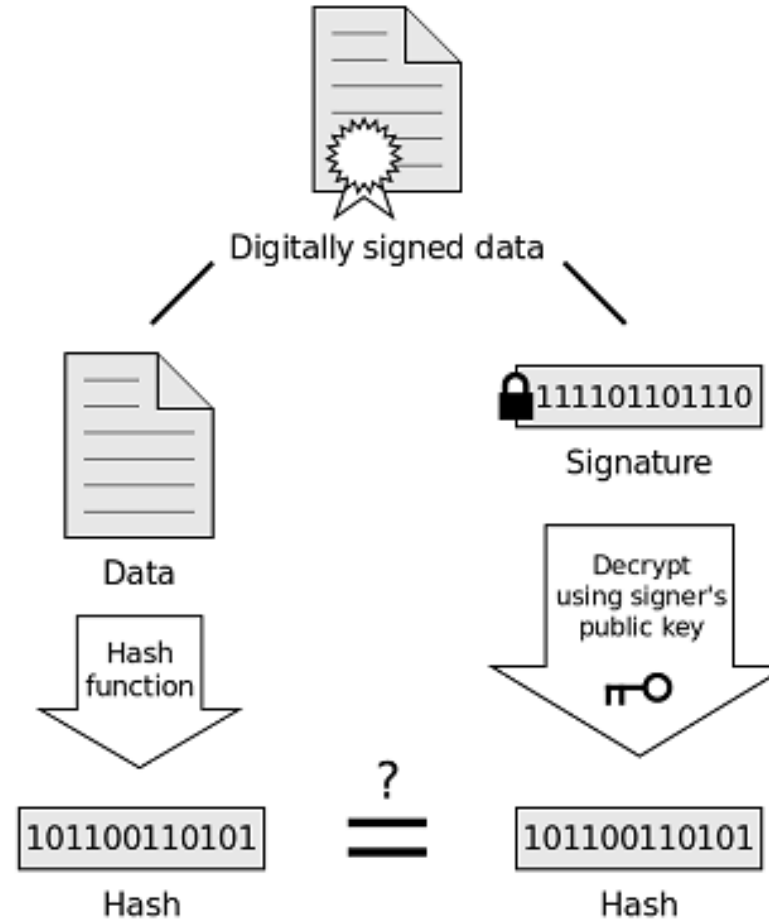 Digitally signed data
111101101110
Signature
Data
Decrypt
using signer's
public key
Hash
function
?
=
101100110101
101100110101
Hash
Hash